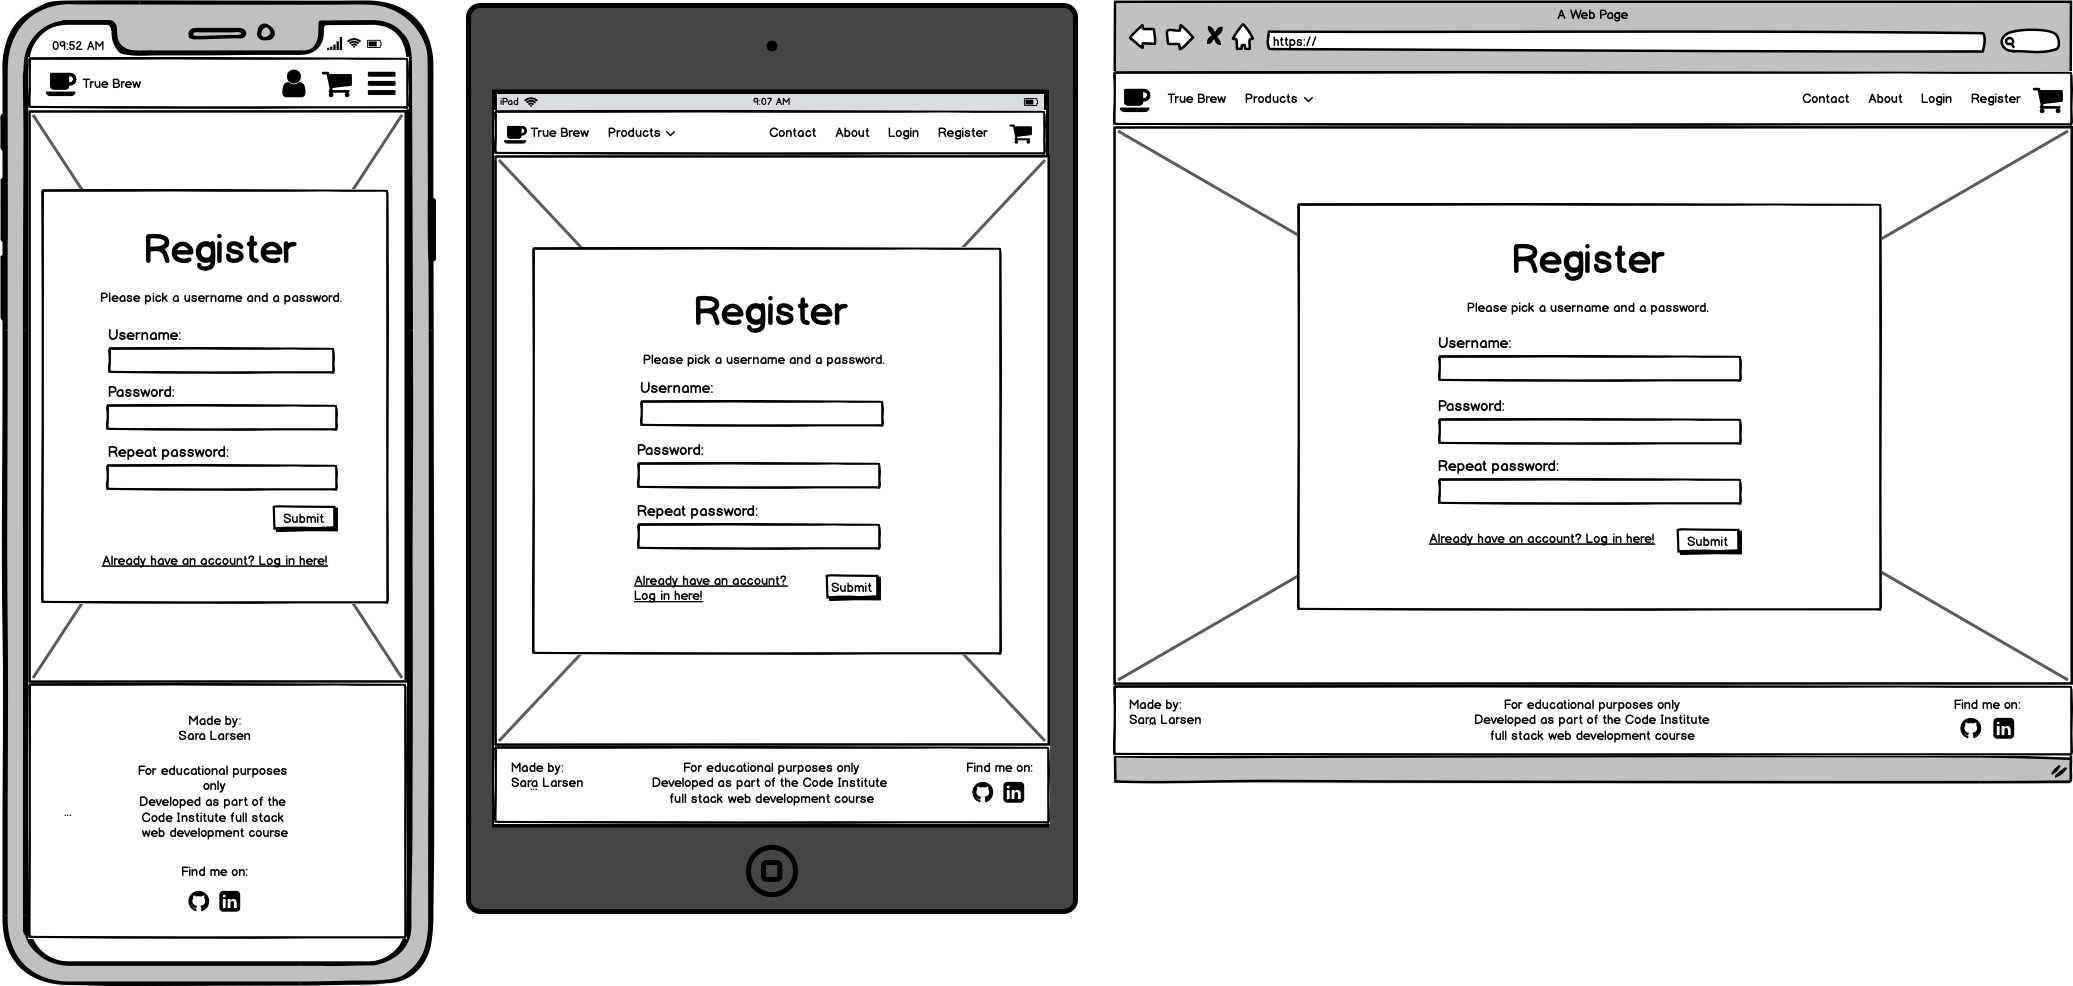 09:52 AM
True Brew
Register
Please pick a username and a password.
Username:
Password:
Repeat password:
Submit
Already have an account? Log in here!
Made by:
Sara Larsen
For educational purposes
only
Developed as part of the
Code Institute full stack
web development course
...
Find me on:
in
iPad
9:07 AM
True Brew Products Contact About Login Register
Register
Please pick a username and a password.
Username:
Password:
Repeat password:
Already have an account?
Log in here!
Submit
Made by:
Sara Larsen
...
For educational purposes only
Developed as part of the Code Institute
full stack web development course
Find me on:
in
A Web Page
https://
True Brew Products Contact About Login Register
Register
Please pick a username and a password.
Username:
Password:
Repeat password:
Already have an account? Log in here!
Submit
Made by:
Sara Larsen
For educational purposes only
Developed as part of the Code Institute
full stack web development course
Find me on:
in